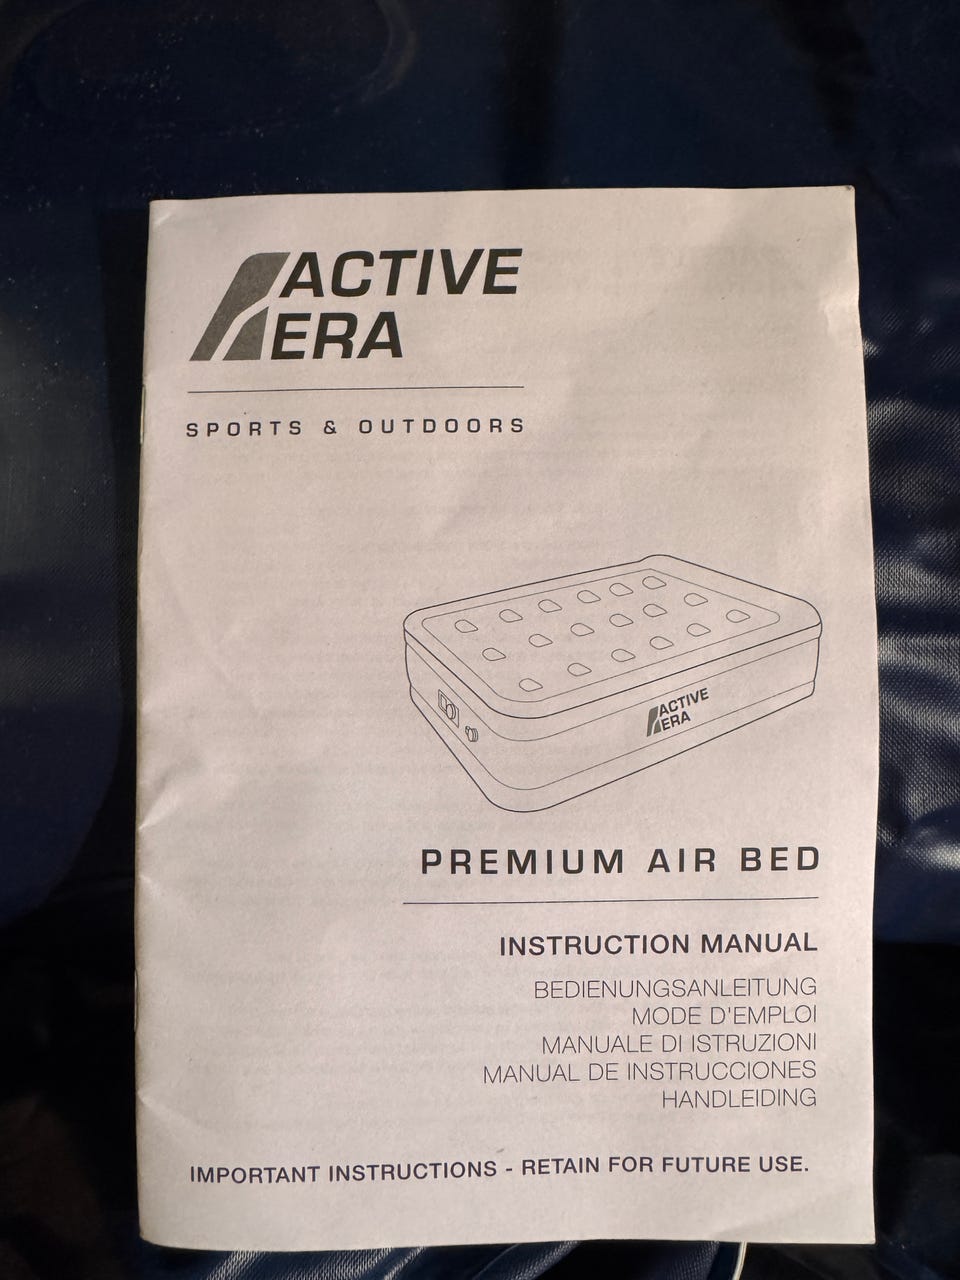 ACTIVE
ERA
SPORTS & OUTDOORS
ACTIVE
ERA
PREMIUM AIR BED
INSTRUCTION MANUAL
BEDIENUNGSANLEITUNG
MODE D'EMPLOI
MANUALE DI ISTRUZIONI
MANUAL DE INSTRUCCIONES
HANDLEIDING
IMPORTANT INSTRUCTIONS - RETAIN FOR FUTURE USE.